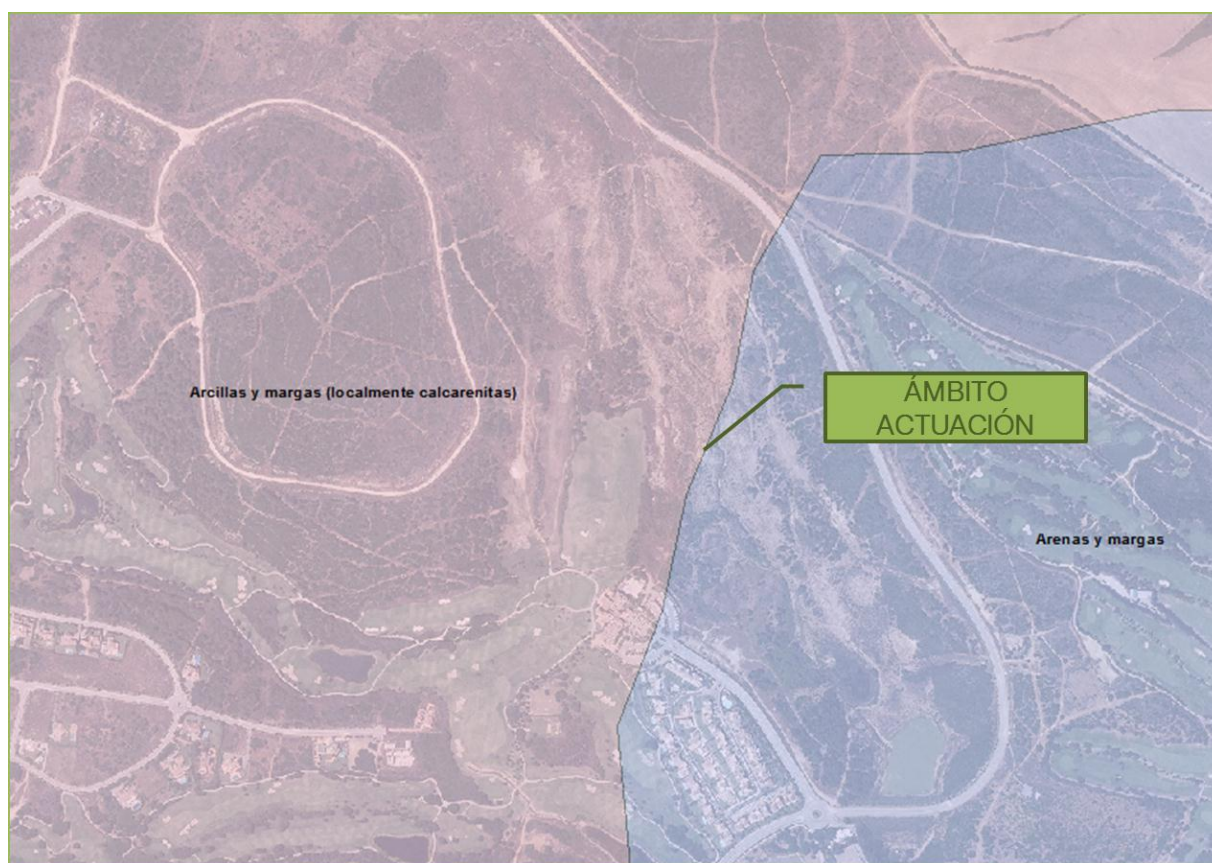 Arcillas y margas (localmente calcarenitas)
ÁMBITO
ACTUACIÓN
Arenas y margas